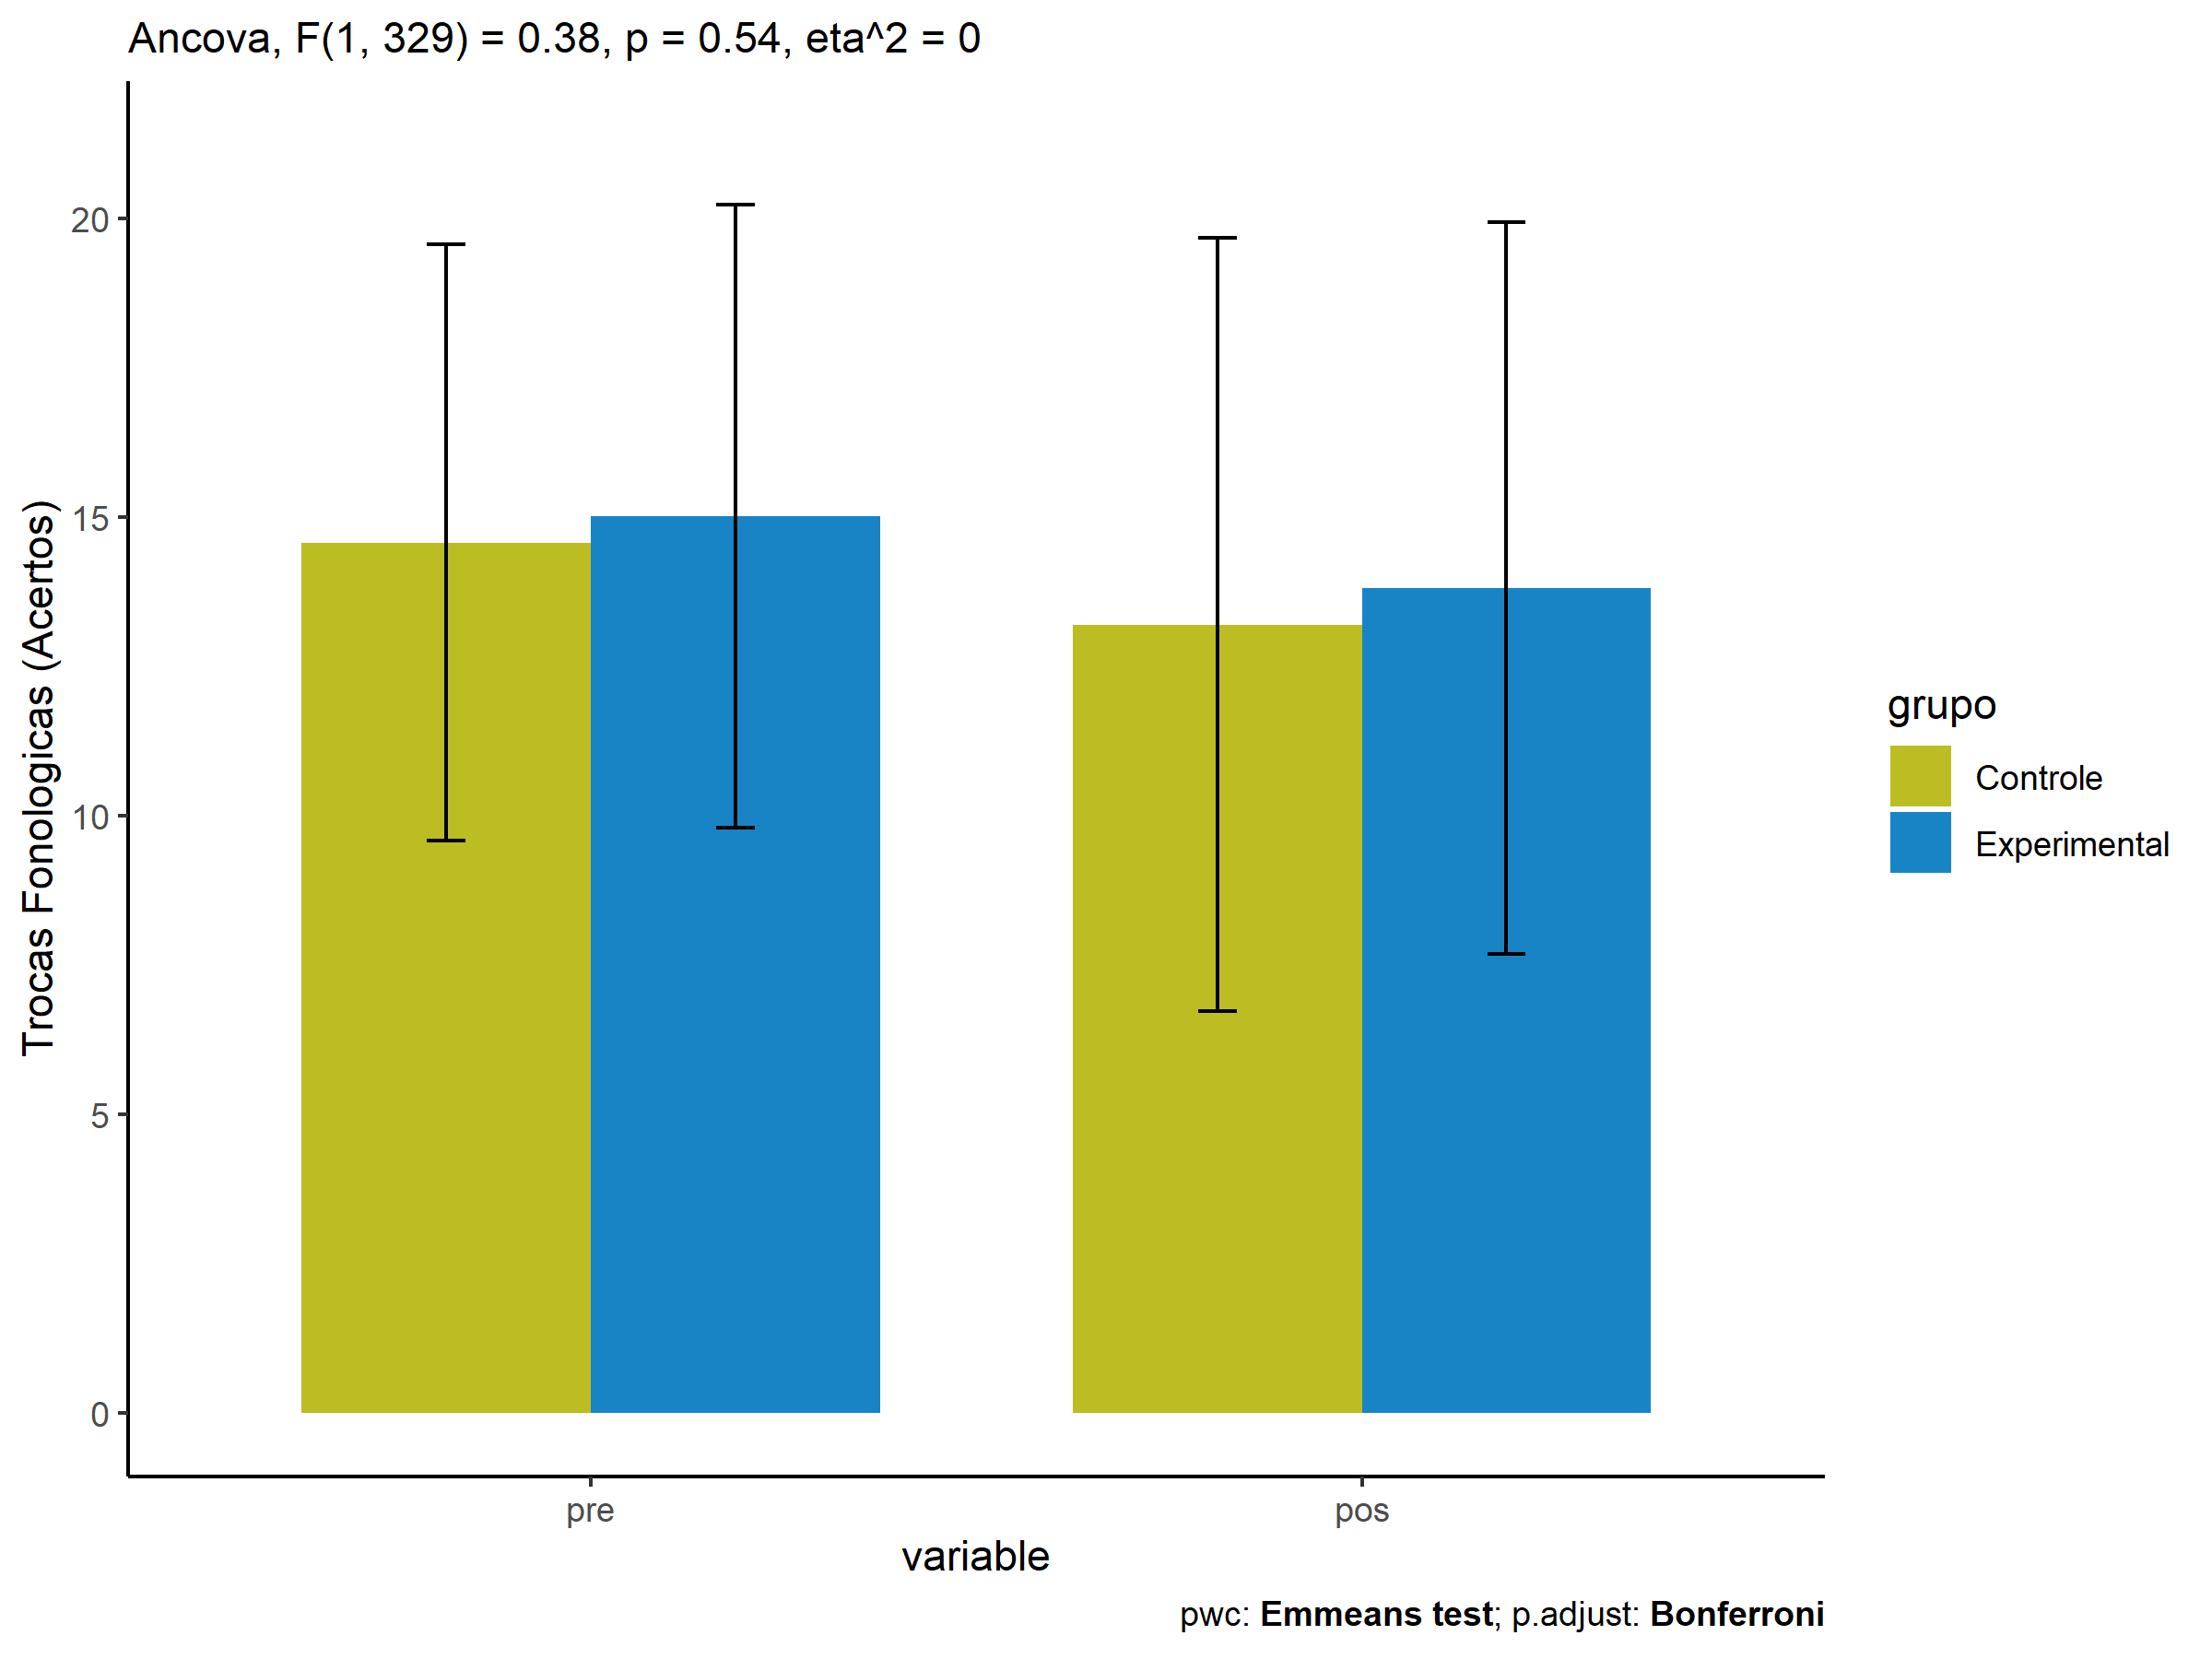 Ancova, F(1, 329) = 0.38, p = 0.54, eta^2 = 0
Trocas Fonologicas (Acertos)
20
15
10
5
0
pre
pos
variable
grupo
Controle
Experimental
pwc: Emmeans test; p.adjust: Bonferroni